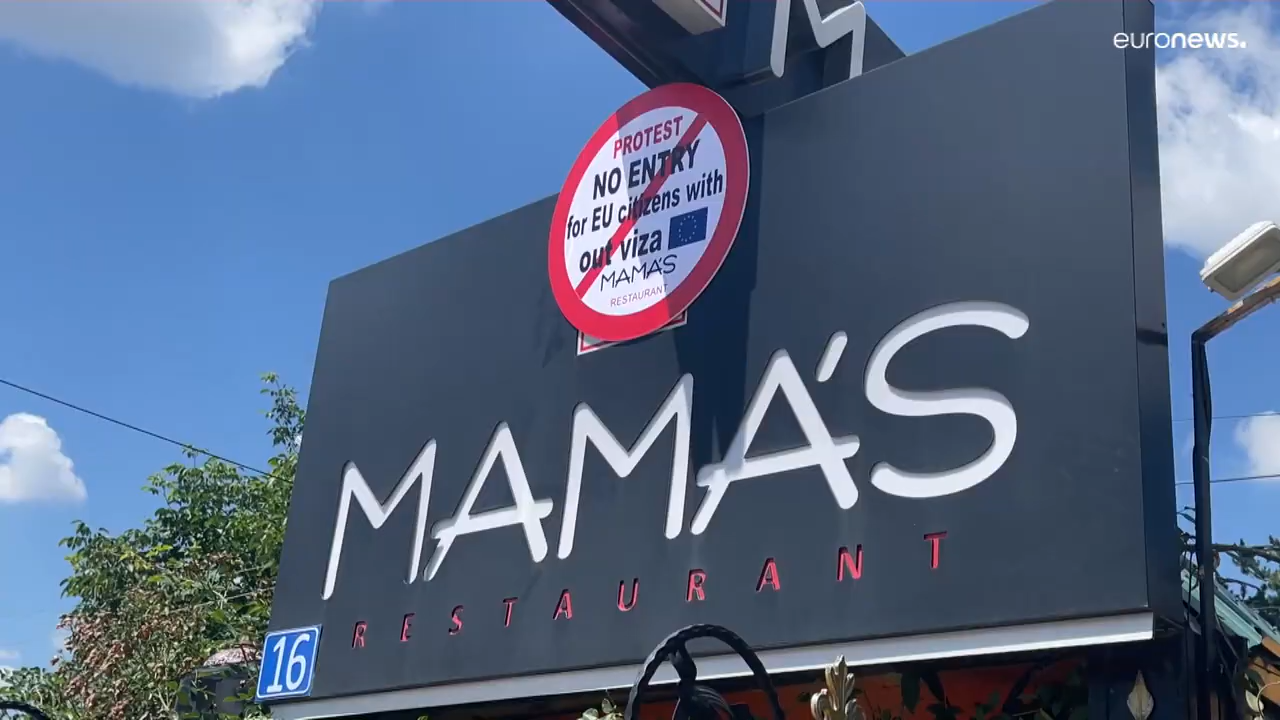 euronews.
M
PROTEST
NO ENTRY
for EU citizens with
out viza
MAMA'S
RESTAURANT
MAMA'S
RESTAURANT
16